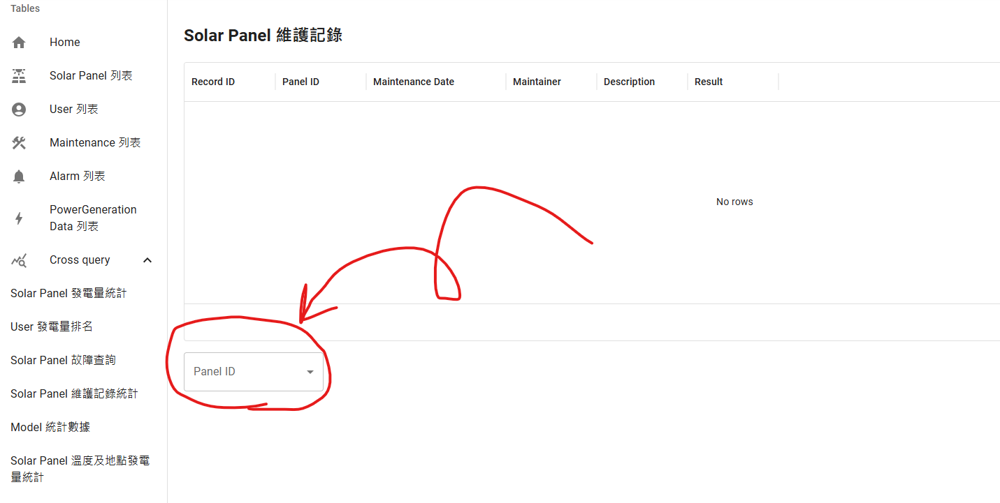 Tables
Home
Solar Panel 列表
User 列表
Maintenance 列表
Alarm 列表
PowerGeneration
Data 列表
Cross query
Solar Panel 發電量統計
User 發電量排名
Solar Panel 故障查詢
Solar Panel 維護記錄統計
Model 統計數據
Solar Panel 溫度及地點發電
量統計
Solar Panel 維護記錄
Record ID Panel ID Maintenance Date Maintainer Description Result
No rows
Panel ID